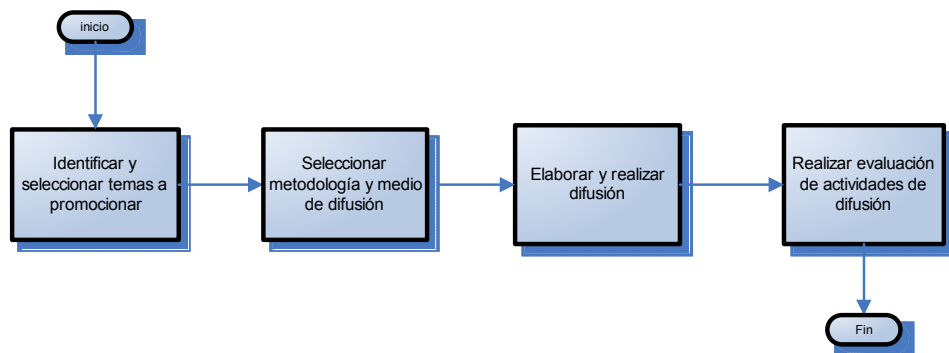 inicio
Identificar y
seleccionar temas a
promocionar
Seleccionar
metodología y medio
de difusión
Elaborar y realizar
difusión
Realizar evaluación
de actividades de
difusión
Fin